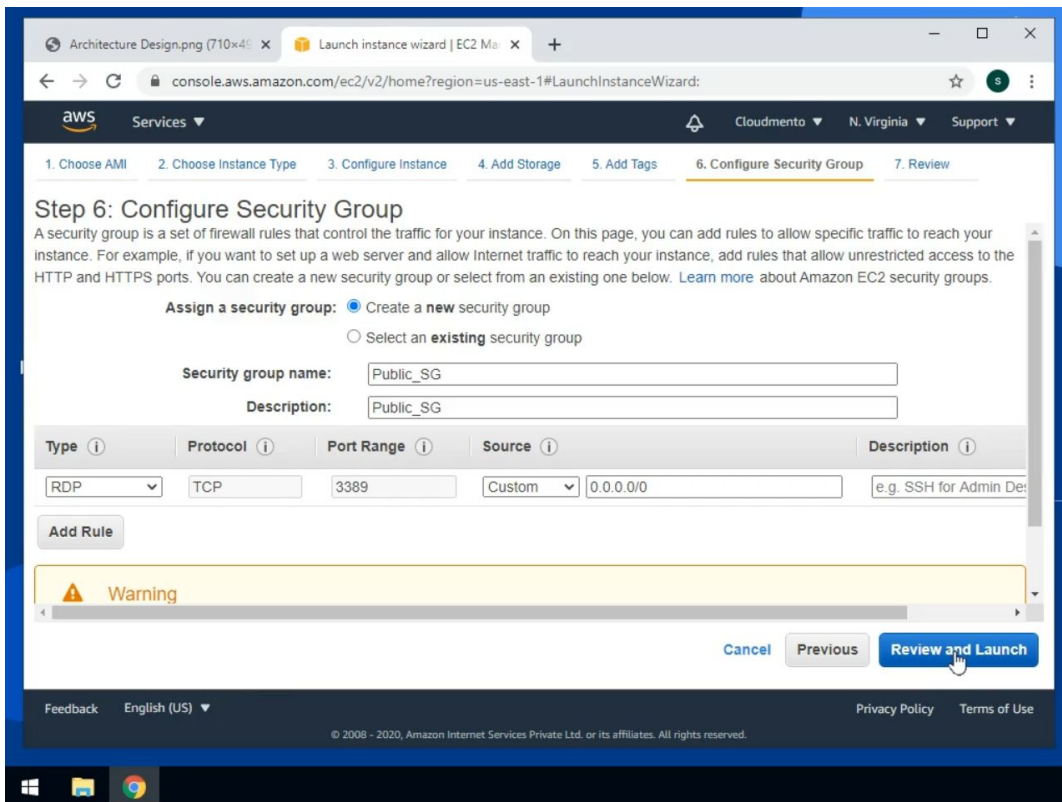 Architecture Design.png (710×49
Launch instance wizard | EC2 Ma
console.aws.amazon.com/ec2/v2/home?region=us-east-1#LaunchInstanceWizard:
S
aws
Services
Cloudmento
N. Virginia
Support
1. Choose AMI
2. Choose Instance Type
3. Configure Instance
4. Add Storage
5. Add Tags
6. Configure Security Group
7. Review
Step 6: Configure Security Group
A security group is a set of firewall rules that control the traffic for your instance. On this page, you can add rules to allow specific traffic to reach your
instance. For example, if you want to set up a web server and allow Internet traffic to reach your instance, add rules that allow unrestricted access to the
HTTP and HTTPS ports. You can create a new security group or select from an existing one below. Learn more about Amazon EC2 security groups.
Assign a security group: Create a new security group
Select an existing security group
Security group name: Public_SG
Description: Public_SG
Type Protocol Port Range Source Description
RDP TCP 3389 Custom 0.0.0.0/0 e.g. SSH for Admin Des
Add Rule
Warning
Cancel
Previous
Review and Launch
Feedback
English (US)
Privacy Policy
Terms of Use
© 2008 - 2020, Amazon Internet Services Private Ltd. or its affiliates. All rights reserved.